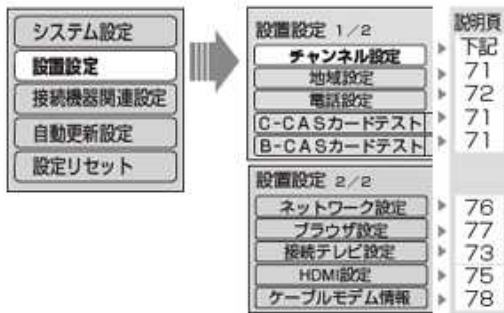 システム設定
設置設定
接続機器関連設定
自動更新設定
設定リセット
設置設定 1/2
説明頁
チャンネル設定 下記
地域設定 71
電話設定 72
C-CASカードテスト 71
B-CASカードテスト 71
設置設定 2/2
ネットワーク設定 76
ブラウザ設定 77
接続テレビ設定 73
HDMI設定 75
ケーブルモデム情報 78